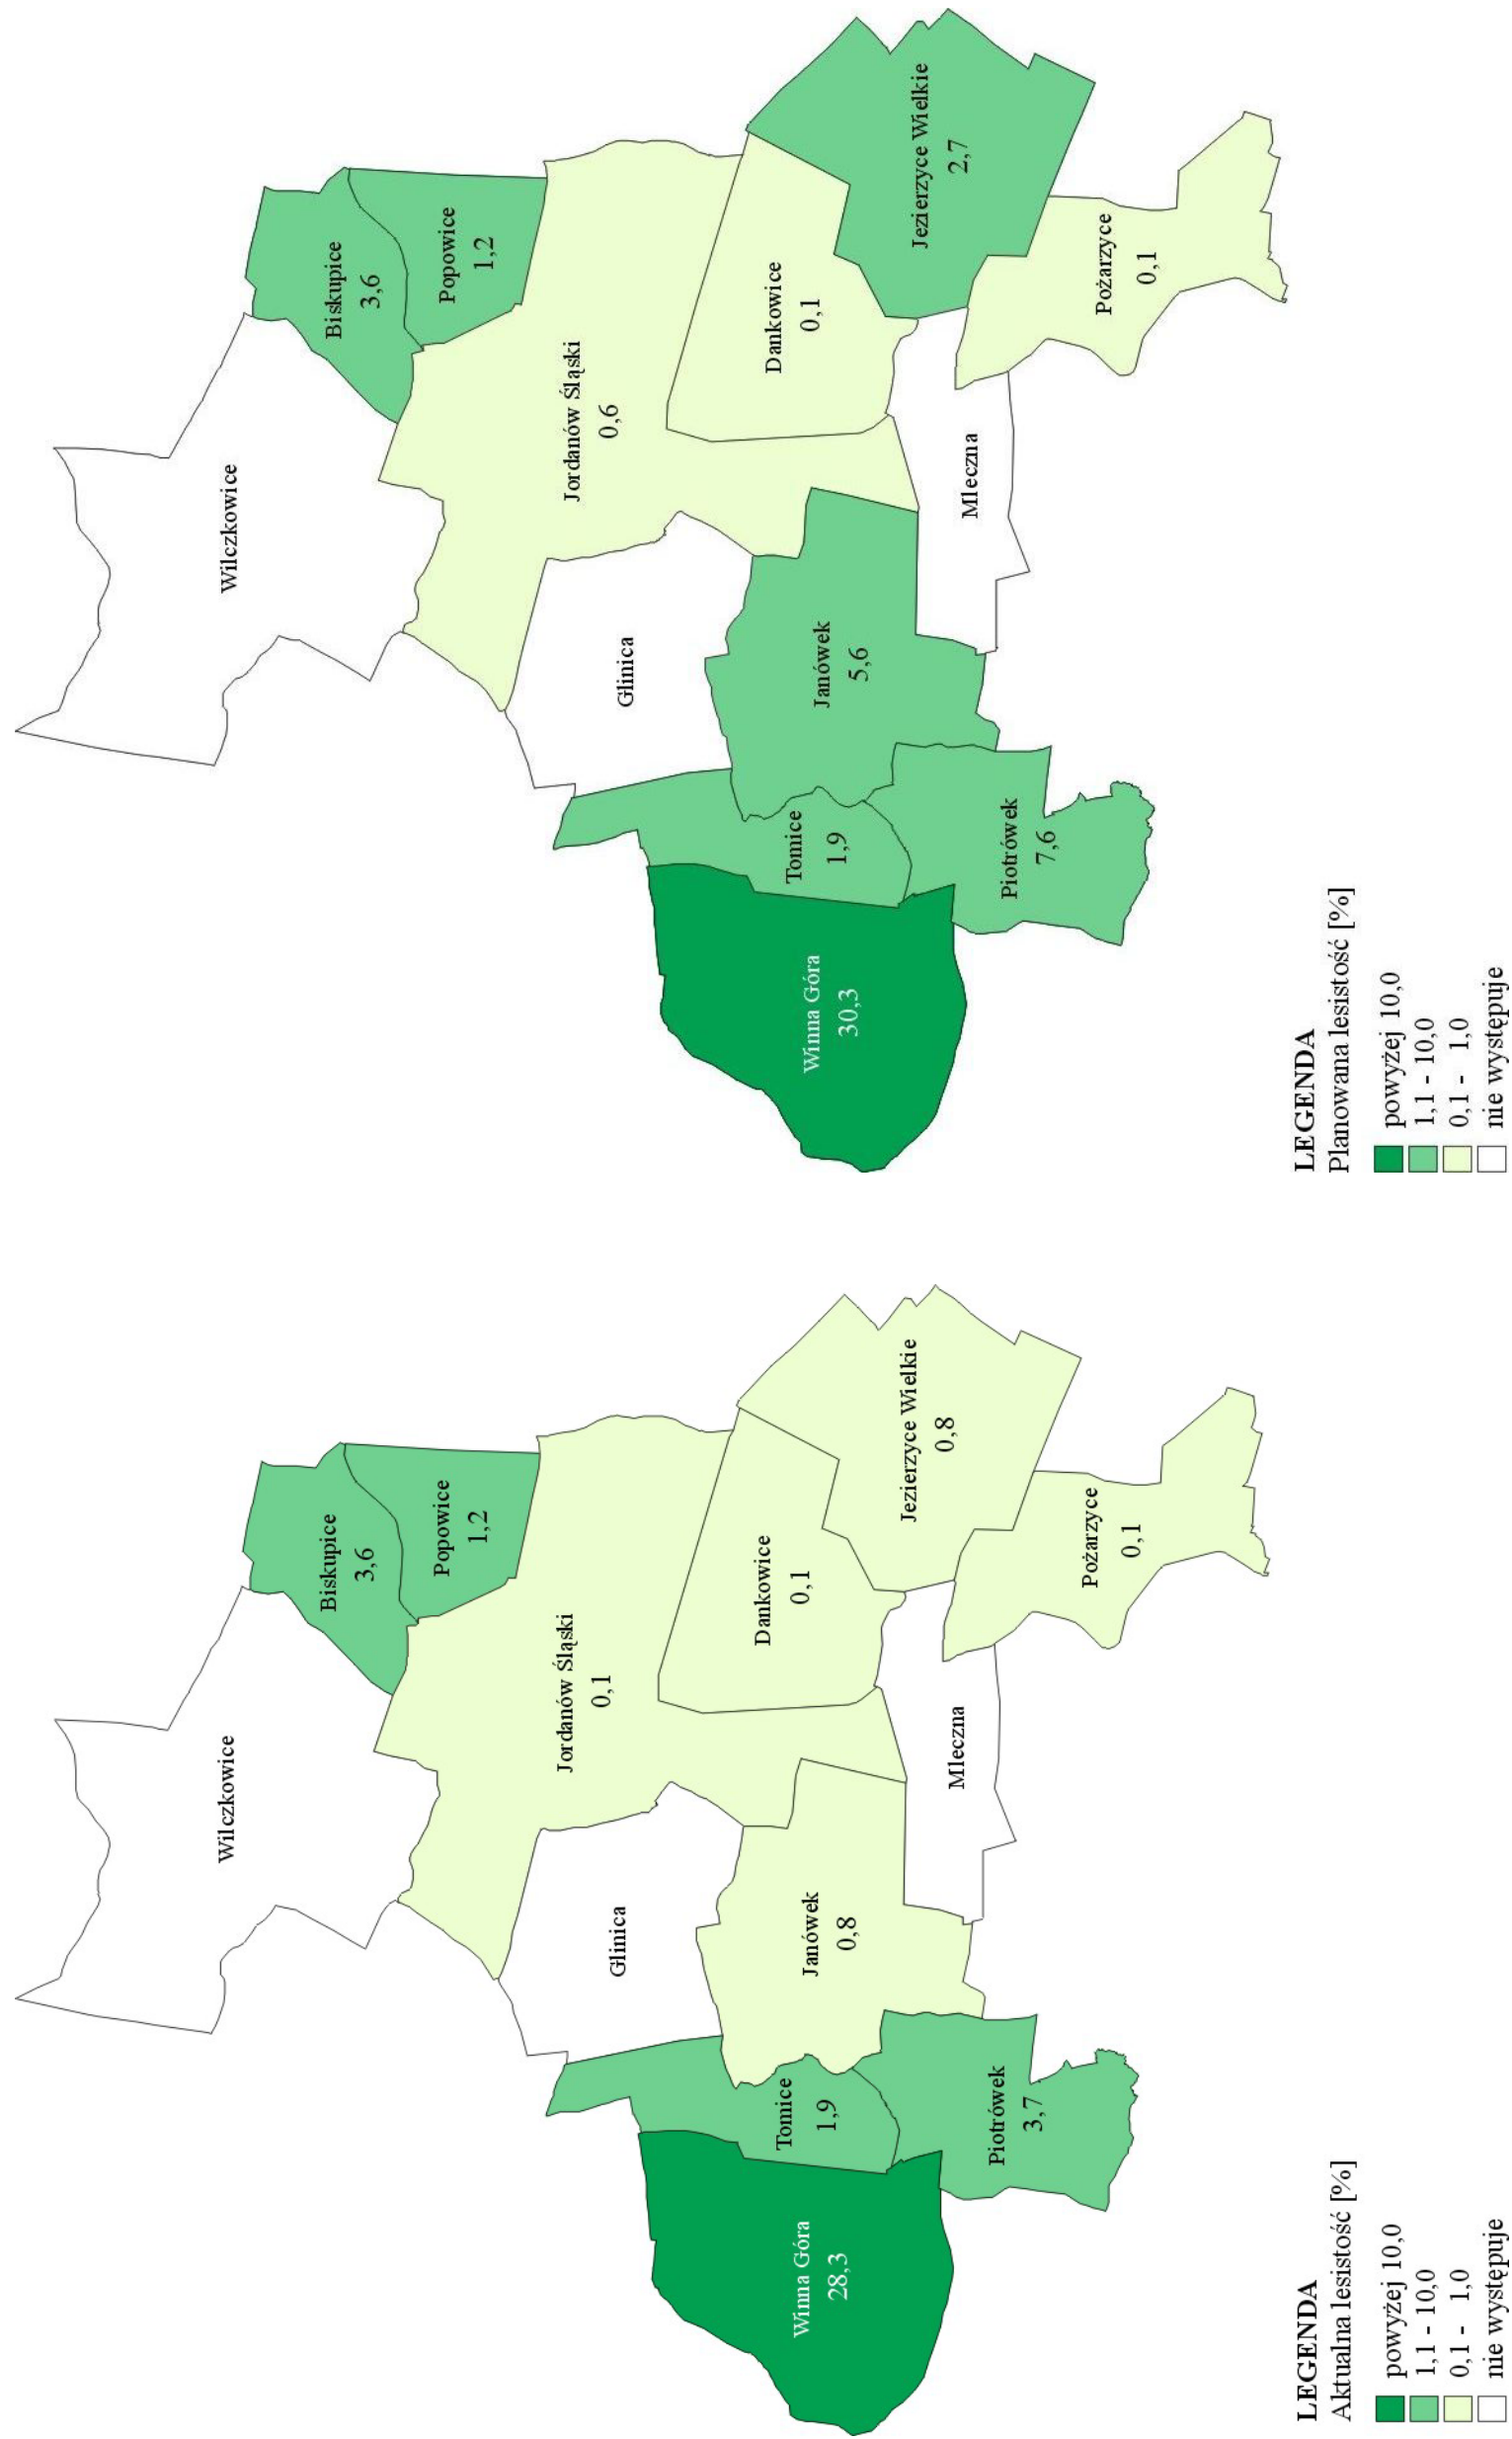 Wilczkowice
Biskupice
3,6
Popowice
1,2
Jordanów Śląski
0,1
Glinica
Dankowice
0,1
Jezierzyce Wielkie
0,8
Janówek
0,8
Tomice
1,9
Winna Góra
28,3
Mleczna
Piotrówek
3,7
Pożarzyce
0,1
LEGENDA
Aktualna lesistość [%]
powyżej 10,0
1,1 - 10,0
0,1 - 1,0
nie występuje
Wilczkowice
Biskupice
3,6
Popowice
1,2
Jordanów Śląski
0,6
Glinica
Dankowice
0,1
Jezierzyce Wielkie
2,7
Janówek
5,6
Tomice
1,9
Winna Góra
30,3
Mleczna
Piotrówek
7,6
Pożarzyce
0,1
LEGENDA
Planowana lesistość [%]
powyżej 10,0
1,1 - 10,0
0,1 - 1,0
nie występuje